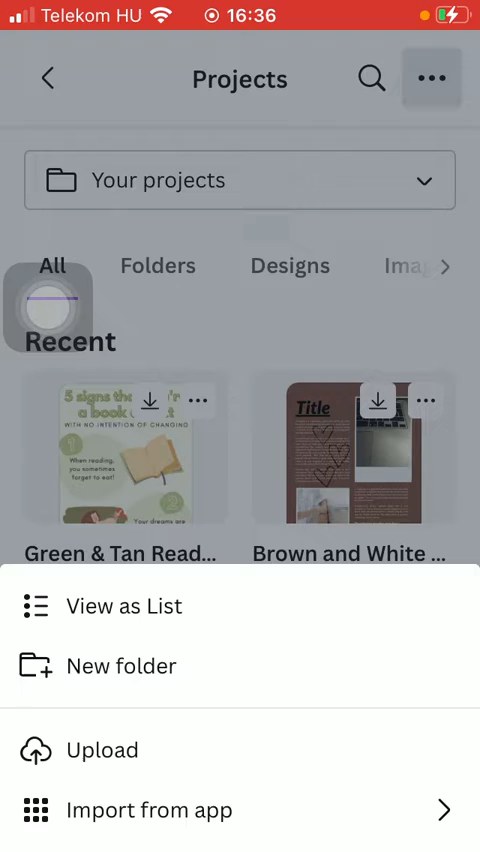 Telekom HU 16:36
Projects
Your projects
All Folders Designs Imag
Recent
5 signs
a book
WITH NO INTENTION OF CHANGING
1
When reading,
you sometimes
forget to eat!
2
Your dreams are
Title
Green & Tan Read... Brown and White ...
View as List
New folder
Upload
Import from app